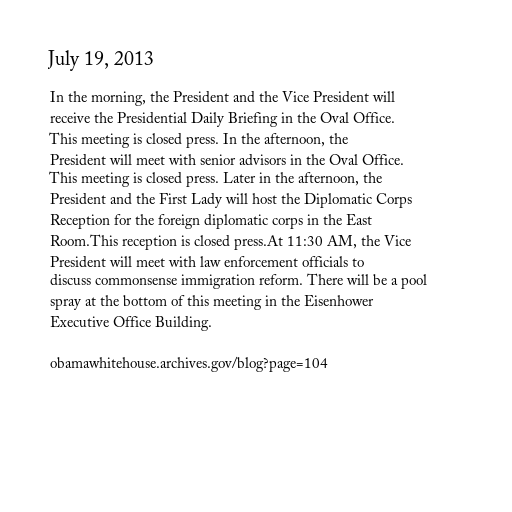 July 19, 2013
In the morning, the President and the Vice President will
receive the Presidential Daily Briefing in the Oval Office.
This meeting is closed press. In the afternoon, the
President will meet with senior advisors in the Oval Office.
This meeting is closed press. Later in the afternoon, the
President and the First Lady will host the Diplomatic Corps
Reception for the foreign diplomatic corps in the East
Room.This reception is closed press.At 11:30 AM, the Vice
President will meet with law enforcement officials to
discuss commonsense immigration reform. There will be a pool
spray at the bottom of this meeting in the Eisenhower
Executive Office Building.
obamawhitehouse.archives.gov/blog?page=104